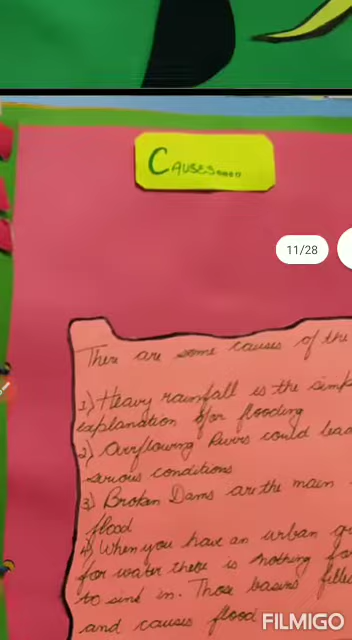 Causes....
11/28
There are some causes of the
1) Heavy rainfall is the simp
explanation for flooding
2) Overflowing Rivers could lead
serious conditions
3) Broken Dams are the main
flood
4) When you have an urban
for water there is nothing
to sink in. Those basins fille
and causes flood
FILMIGO